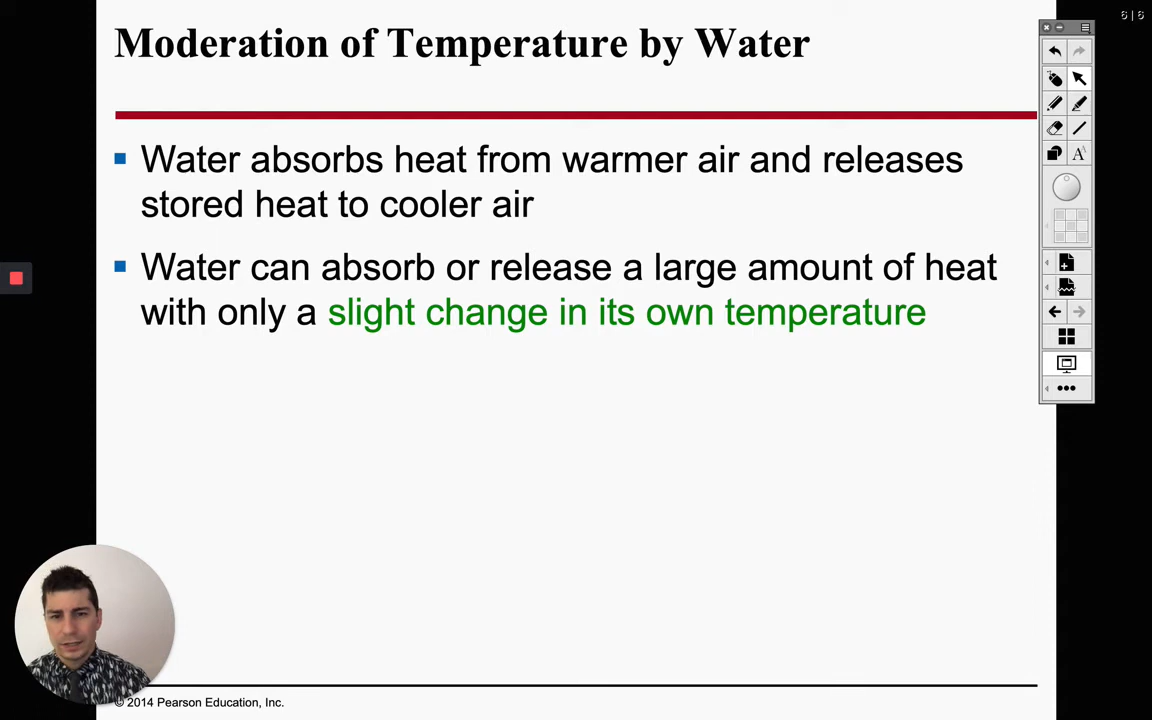 6|6
Moderation of Temperature by Water
Water absorbs heat from warmer air and releases
stored heat to cooler air
Water can absorb or release a large amount of heat
with only a slight change in its own temperature
A
© 2014 Pearson Education, Inc.